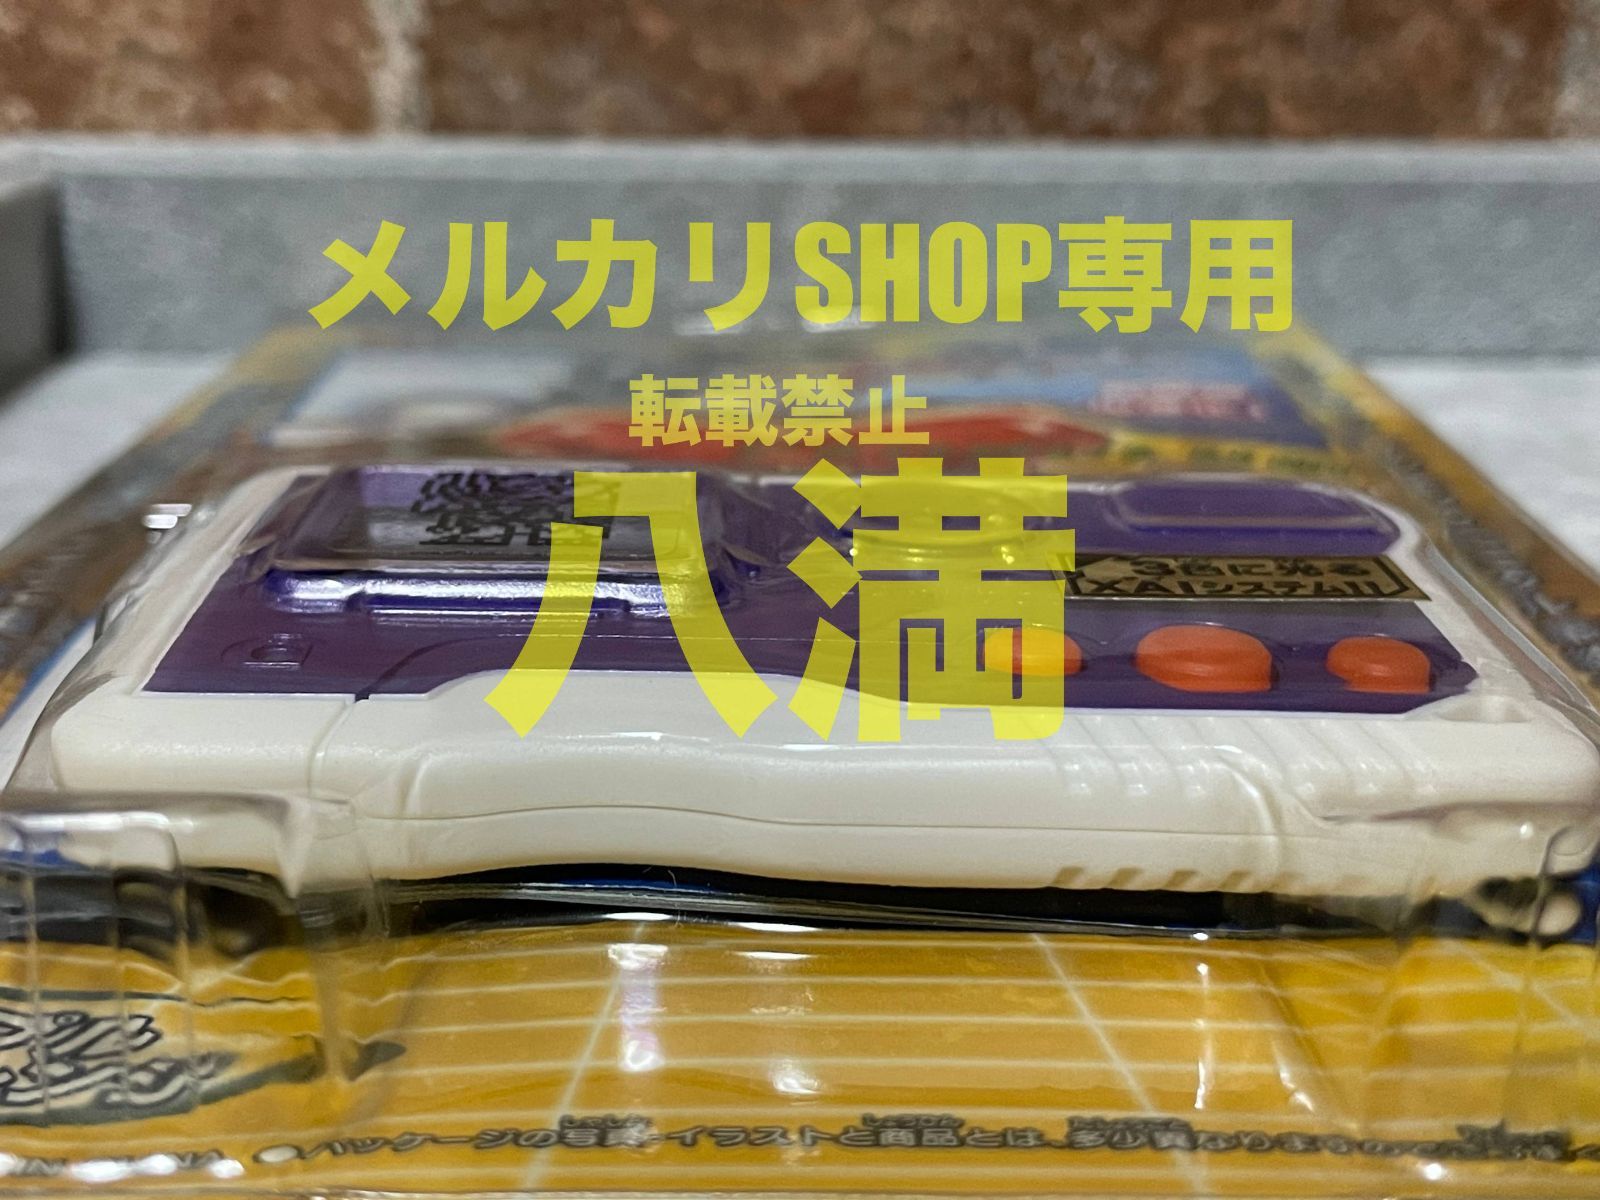 メルカリSHOP専用
転載禁止
八満
3色に光る
XAIシステム!!
●パッケージの写真・イラストと商品とは、多少異なりますので